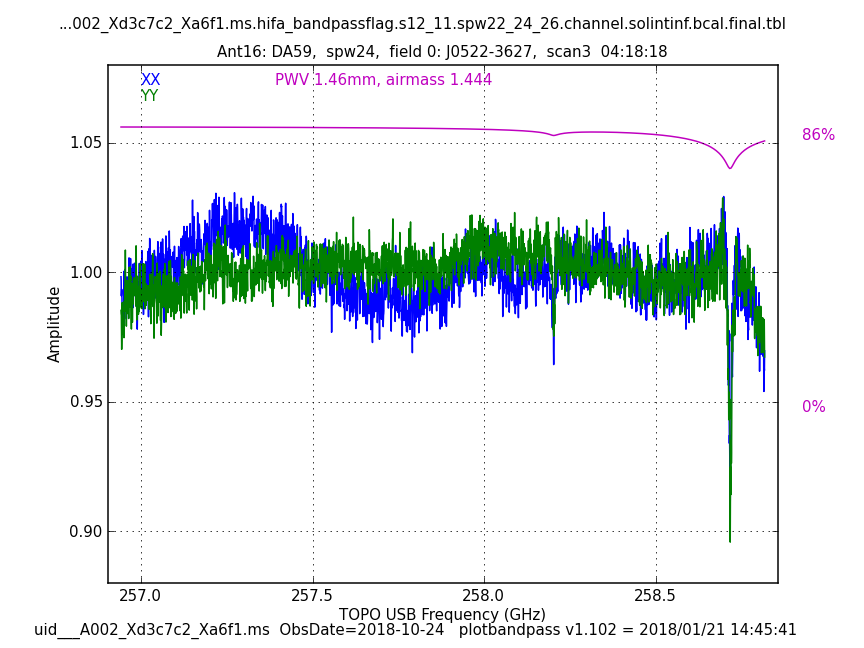 ...002_Xd3c7c2_Xa6f1.ms.hifa_bandpassflag.s12_11.spw22_24_26.channel.solintinf.bcal.final.tbl
Ant16: DA59,  spw24,  field 0: J0522-3627,  scan3  04:18:18
XX
PWV 1.46mm, airmass 1.444
YY
86%
1.05
1.00
0.95
0%
0.90
Amplitude
257.0 257.5 258.0 258.5
TOPO USB Frequency (GHz)
uid___A002_Xd3c7c2_Xa6f1.ms  ObsDate=2018-10-24   plotbandpass v1.102 = 2018/01/21 14:45:41